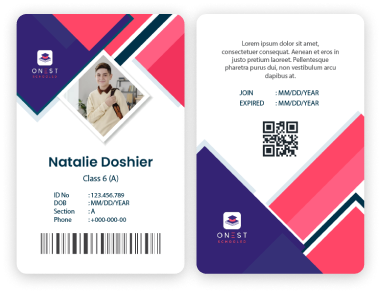 ONEST
Natalie Doshier
Class 6 (A)
ID No : 123.456.789
DOB : MM/DD/YEAR
Section : A
Phone : +000-000-00
Lorem ipsum dolor sit amet,
consectetuer consequat. Aenean et eros in
justo pretium laoreet. Pellentesque
pharetra purus dui, non vestibulum arcu
dapibus at.
JOIN : MM/DD/YEAR
EXPIRED : MM/DD/YEAR
ONEST